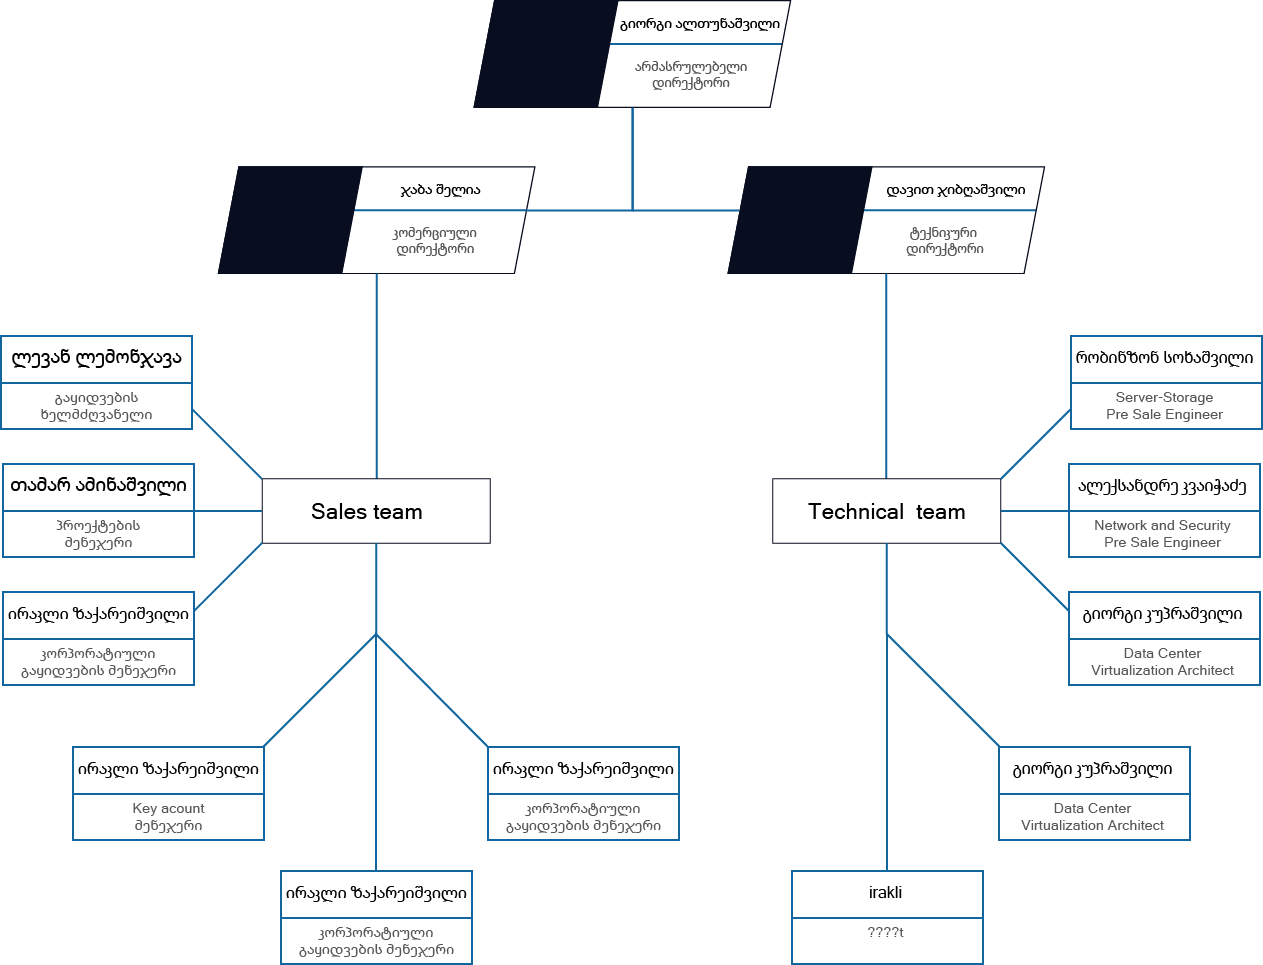 გიორგი ალთუნაშვილი
არმასრულებელი
დირექტორი
ჯაბა შელია
კომერციული
დირექტორი
დავით ჯიბღაშვილი
ტექნიკური
დირექტორი
ლევან ლემონჯავა
გაყიდვების
ხელმძღვანელი
რობინზონ სოხაშვილი
Server-Storage
Pre Sale Engineer
თამარ ამინაშვილი
პროექტების
მენეჯერი
Sales team
Technical team
ალექსანდრე კვაიჭაძე
Network and Security
Pre Sale Engineer
ირაკლი ზაქარეიშვილი
კორპორატიული
გაყიდვების მენეჯერი
გიორგი კუპრაშვილი
Data Center
Virtualization Architect
ირაკლი ზაქარეიშვილი
Key acount
მენეჯერი
ირაკლი ზაქარეიშვილი
კორპორატიული
გაყიდვების მენეჯერი
გიორგი კუპრაშვილი
Data Center
Virtualization Architect
ირაკლი ზაქარეიშვილი
კორპორატიული
გაყიდვების მენეჯერი
irakli
????t